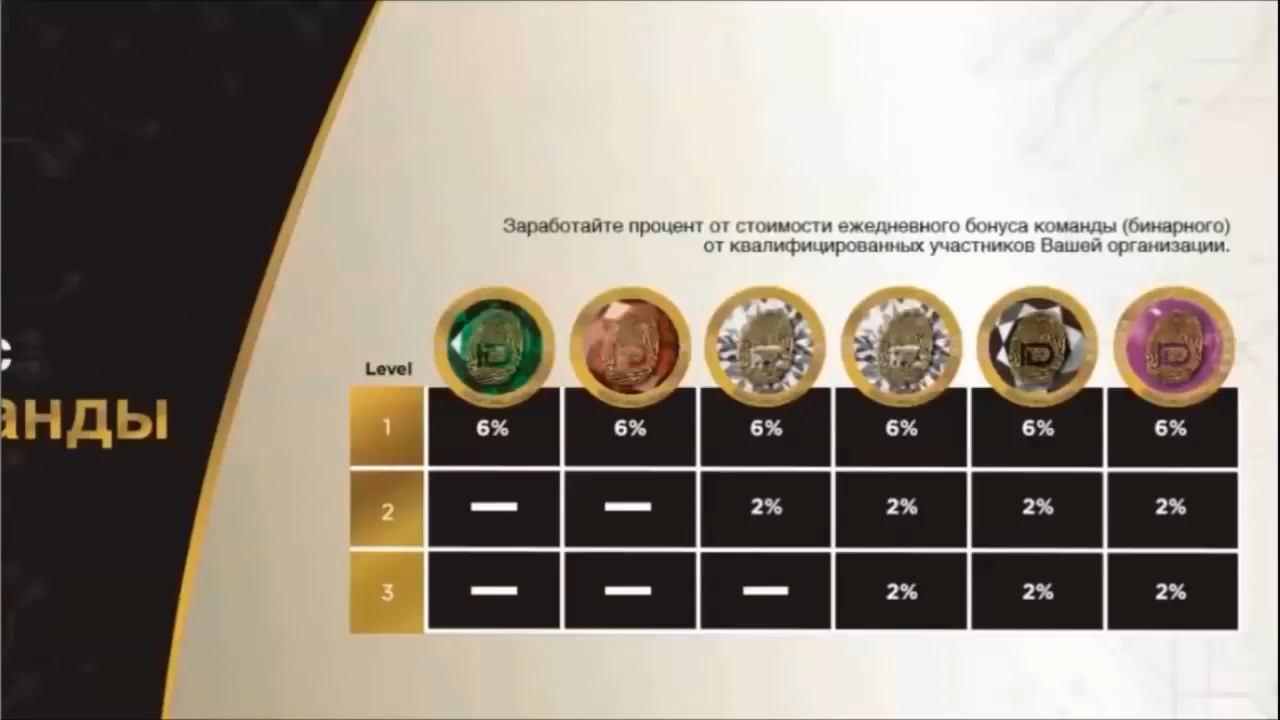 Заработайте процент от стоимости ежедневного бонуса команды (бинарного)
от квалифицированных участников Вашей организации.
с
анды
Level
1 6% 6% 6% 6% 6% 6%
2 — — 2% 2% 2% 2%
3 — — — 2% 2% 2%